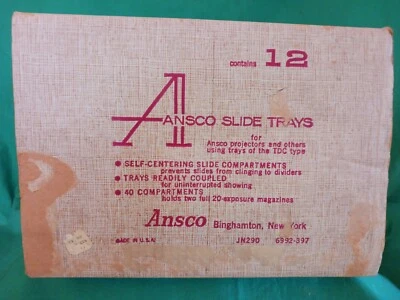 contains 12
A
ANSCO SLIDE TRAYS
for
Ansco projectors and others
using trays of the TDC type
● SELF-CENTERING SLIDE COMPARTMENTS
prevents slides from clinging to dividers
● TRAYS READILY COUPLED
for uninterrupted showing
● 40 COMPARTMENTS
holds two full 20-exposure magazines
Ansco Binghamton, New York
MADE IN U.S.A. JN290 6992-397